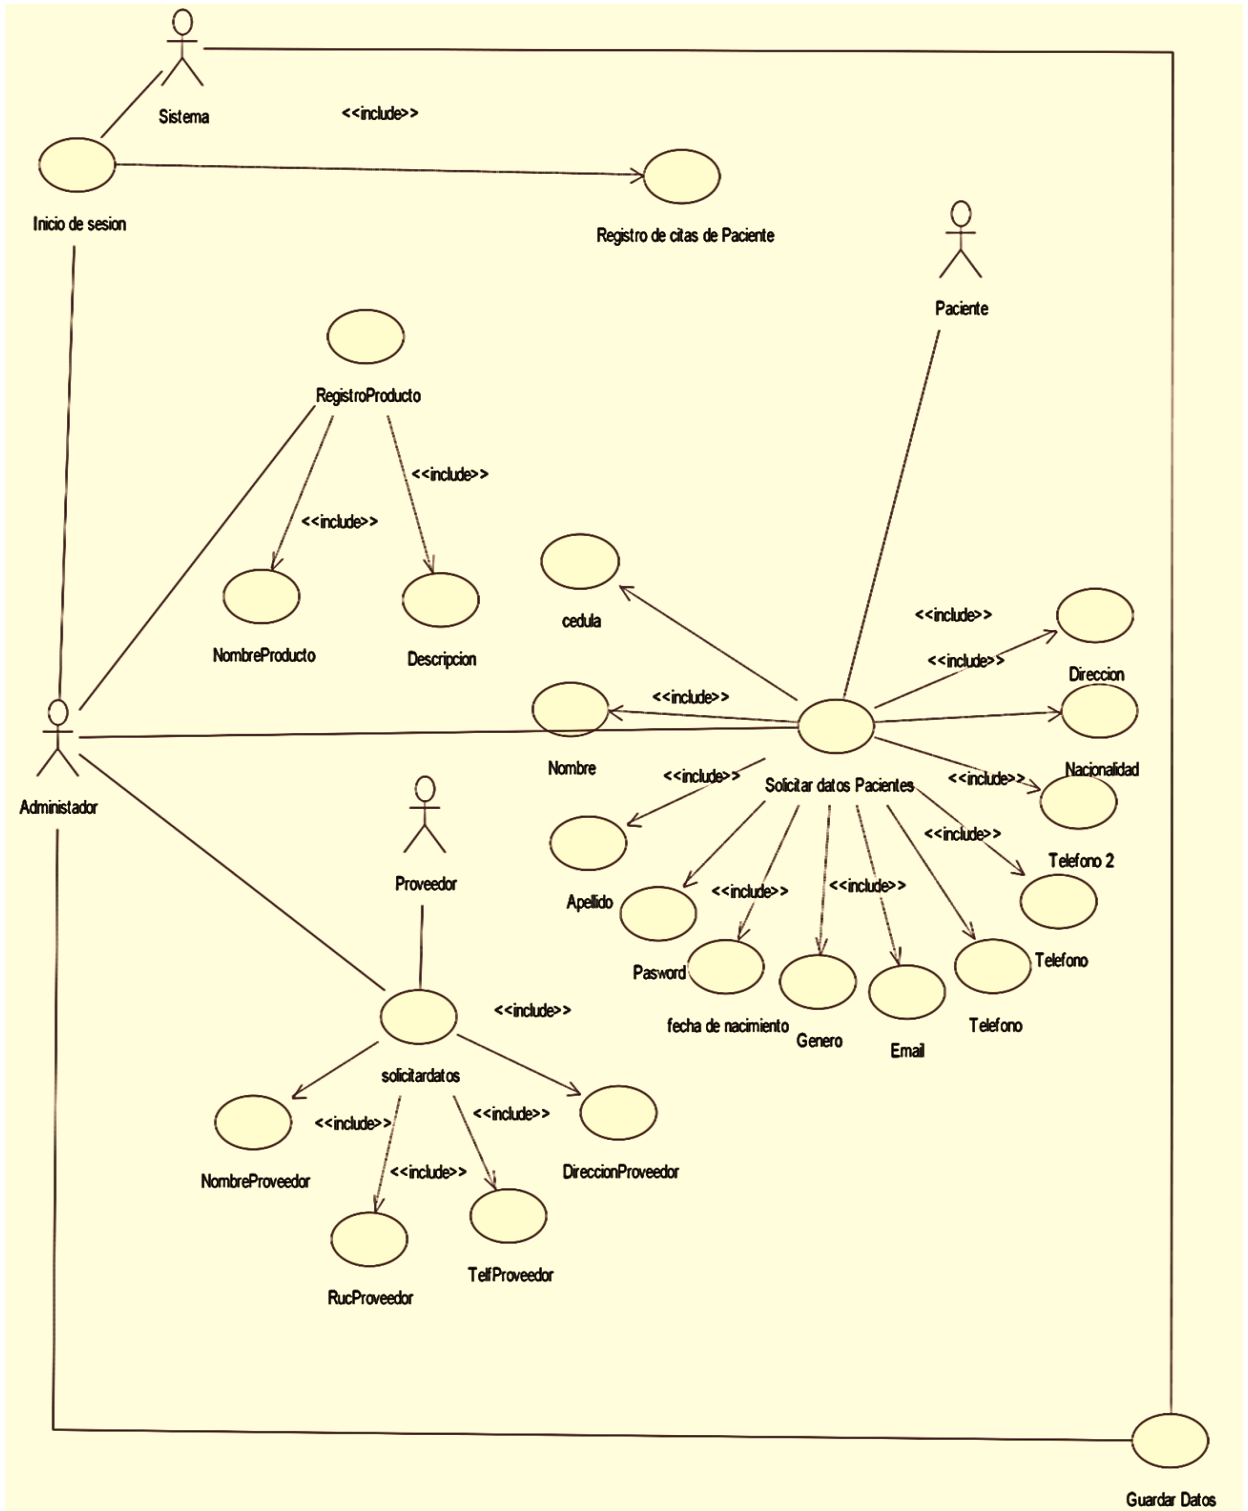 Sistema
<<include>>
Inicio de sesion
Registro de citas de Paciente
Paciente
RegistroProducto
<<include>>
<<include>>
NombreProducto
Descripcion
cedula
<<include>>
<<include>>
Direccion
<<include>>
Nombre
Nacionalidad
<<include>>
Solicitar datos Pacientes
<<include>>
Administador
<<include>>
Telefono 2
Proveedor
<<include>>
<<include>>
Apellido
Pasword
Telefono
fecha de nacimiento
Genero
Email
Telefono
<<include>>
solicitardatos
<<include>>
<<include>>
<<include>>
NombreProveedor
DireccionProveedor
TelfProveedor
RucProveedor
Guardar Datos